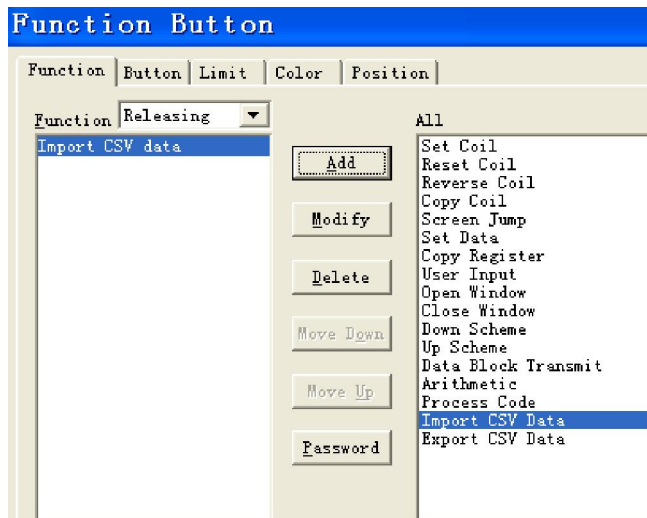 Function Button
Function Button Limit Color Position
Function Releasing
Import CSV data
Add
Modify
Delete
Move Down
Move Up
Password
All
Set Coil
Reset Coil
Reverse Coil
Copy Coil
Screen Jump
Set Data
Copy Register
User Input
Open Window
Close Window
Down Scheme
Up Scheme
Data Block Transmit
Arithmetic
Process Code
Import CSV Data
Export CSV Data